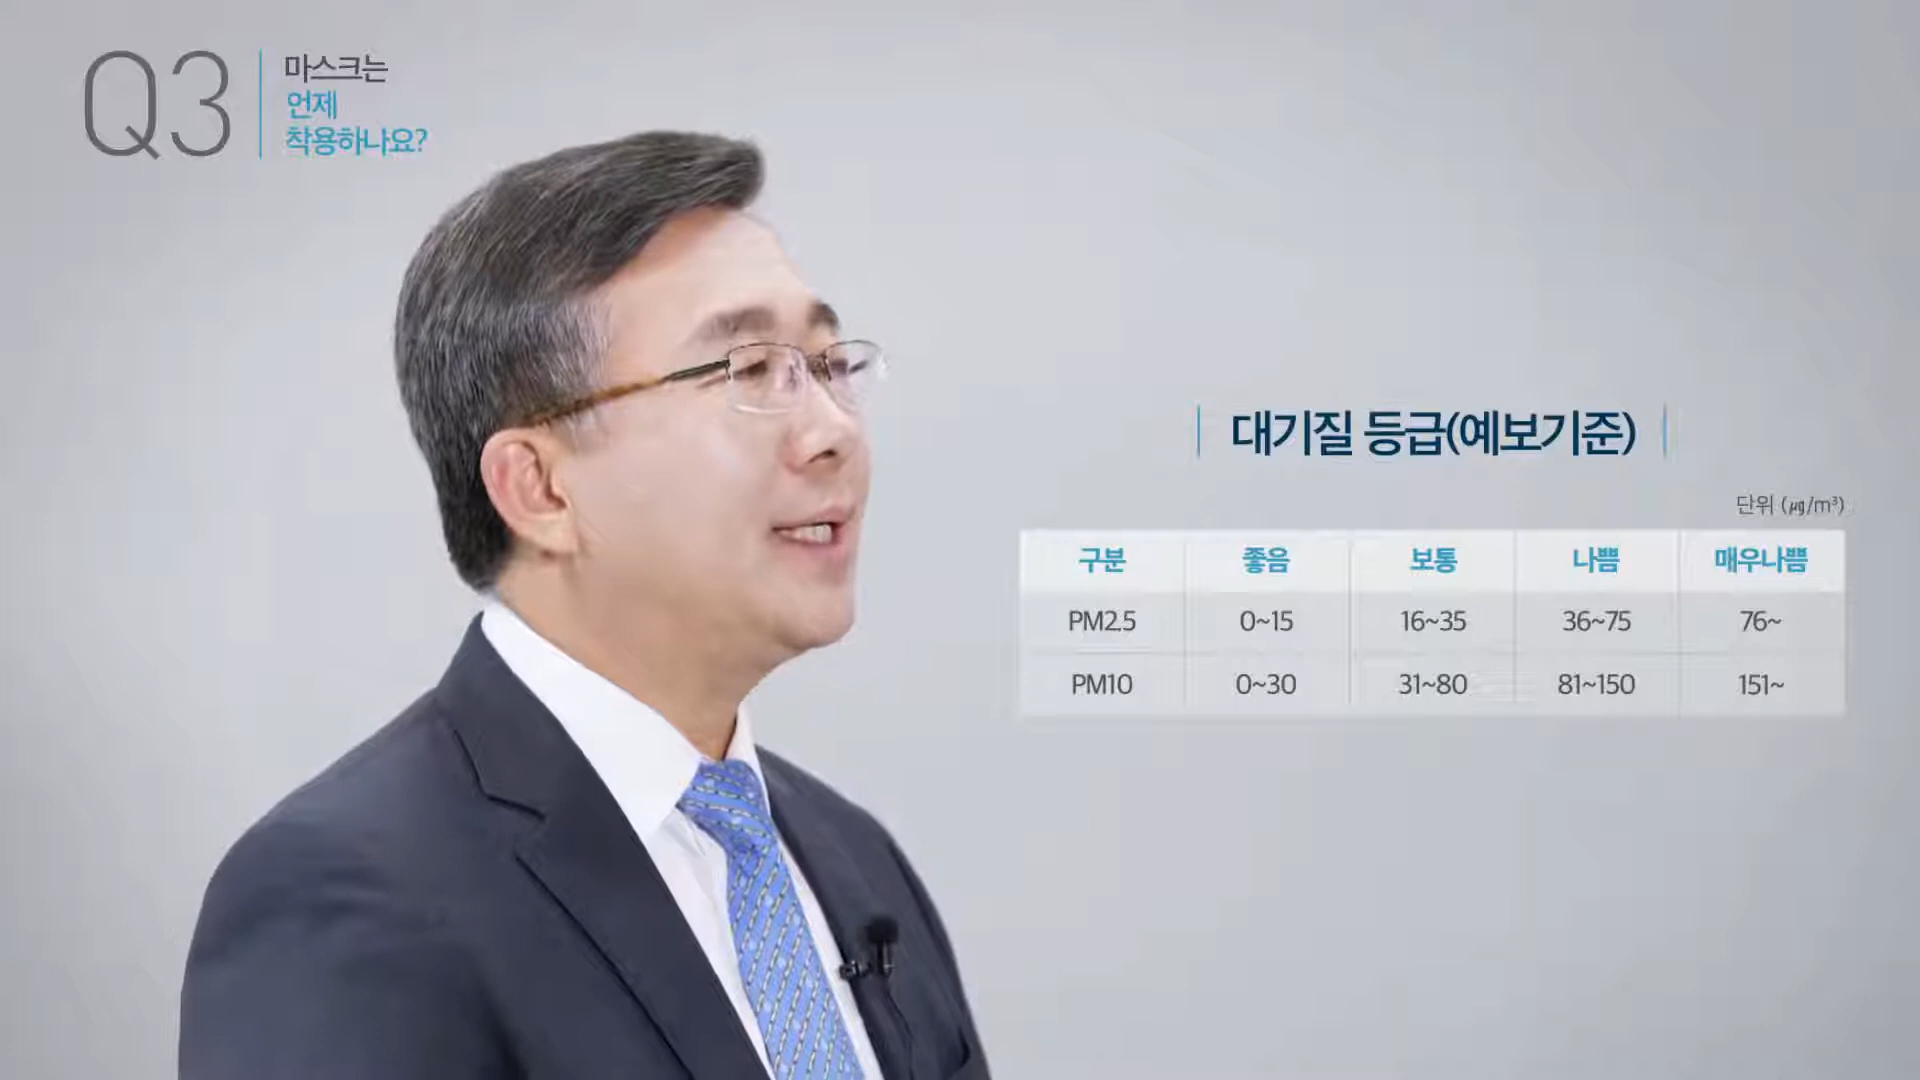 Q3
마스크는
언제
착용하나요?
대기질 등급(예보기준)
단위 (㎍/m³)
구분 좋음 보통 나쁨 매우나쁨
PM2.5 0~15 16~35 36~75 76~
PM10 0~30 31~80 81~150 151~